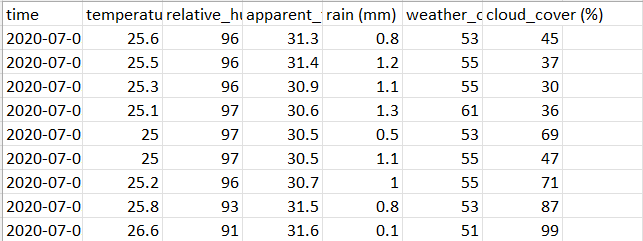 time temperatu relative_hu apparent_ rain (mm) weather_c cloud_cover (%)
2020-07-0 25.6 96 31.3 0.8 53 45
2020-07-0 25.5 96 31.4 1.2 55 37
2020-07-0 25.3 96 30.9 1.1 55 30
2020-07-0 25.1 97 30.6 1.3 61 36
2020-07-0 25 97 30.5 0.5 53 69
2020-07-0 25 97 30.5 1.1 55 47
2020-07-0 25.2 96 30.7 1 55 71
2020-07-0 25.8 93 31.5 0.8 53 87
2020-07-0 26.6 91 31.6 0.1 51 99